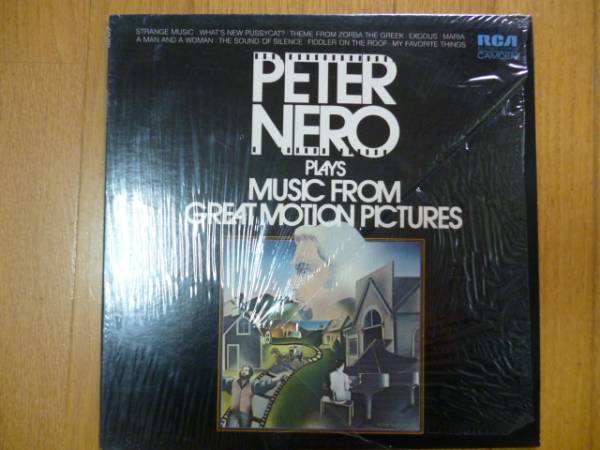 STRANGE MUSIC · WHAT'S NEW PUSSYCAT? · THEME FROM ZORBA THE GREEK · EXODUS · MARIA
A MAN AND A WOMAN · THE SOUND OF SILENCE · FIDDLER ON THE ROOF · MY FAVORITE THINGS
RCA
CAMDEN
PETER
NERO
PLAYS
MUSIC FROM
GREAT MOTION PICTURES